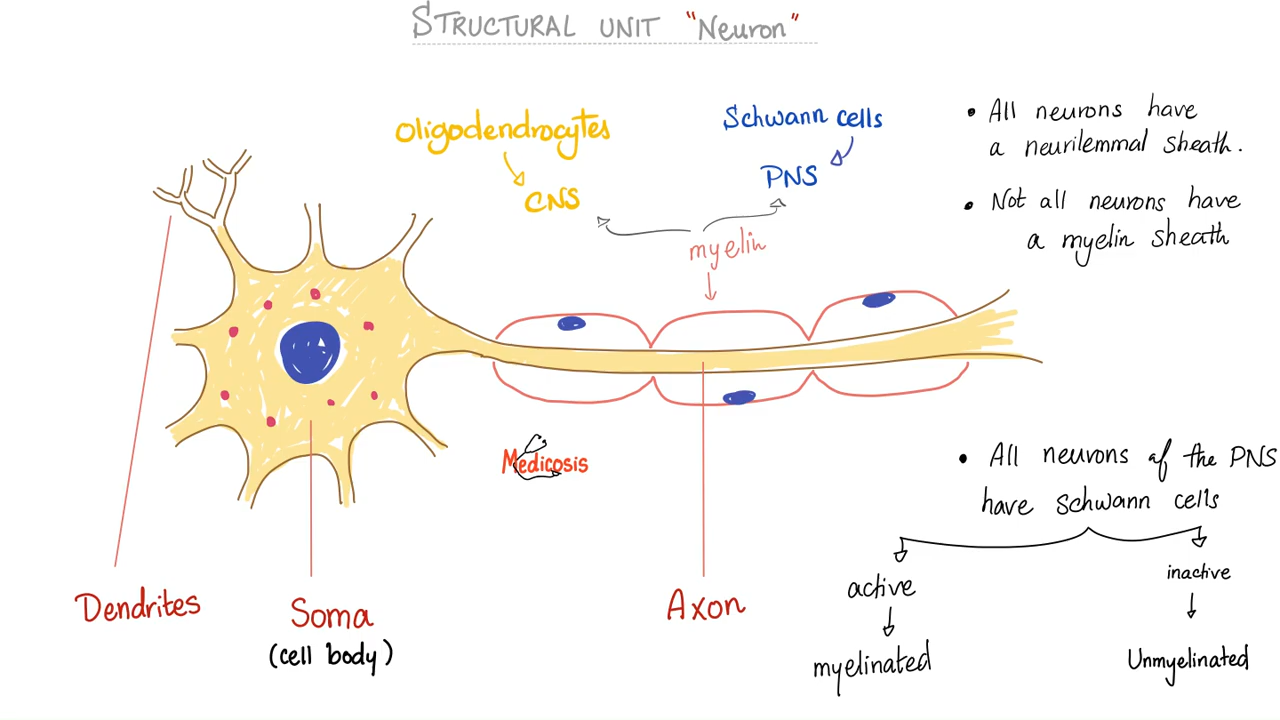 STRUCTURAL UNIT "Neuron"
oligodendrocytes
CNS
Schwann cells
PNS
myelin
• All neurons have
a neurilemmal sheath.
• Not all neurons have
a myelin sheath
Medicosis
• All neurons of the PNS
have schwann cells
active
inactive
myelinated
Unmyelinated
Dendrites
Soma
(cell body)
Axon